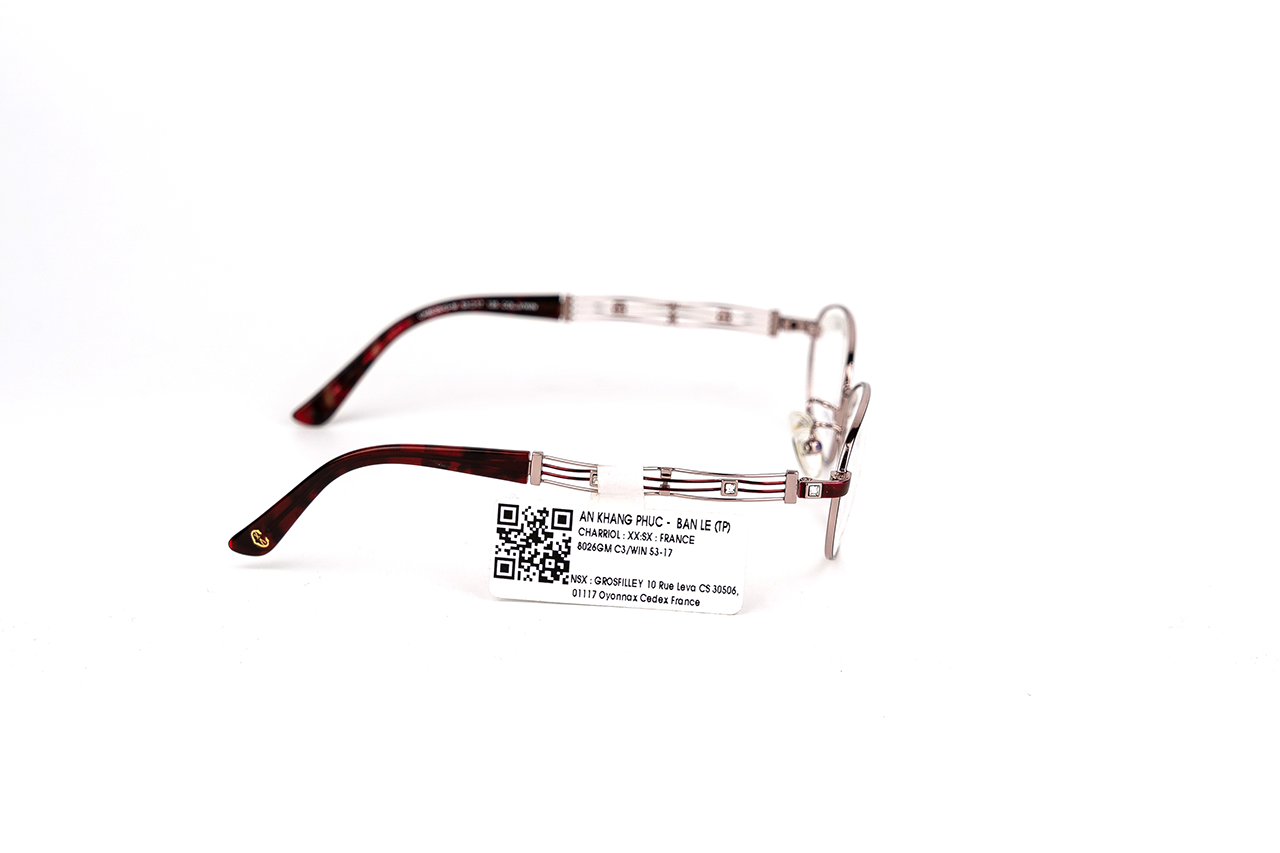 AN KHANG PHUC - BAN LE (TP)
CHARRIOL : XX:SX : FRANCE
8026GM C3/WIN 53-17
NSX : GROSFILLEY 10 Rue Leva CS 30506,
01117 Oyonnax Cedex France